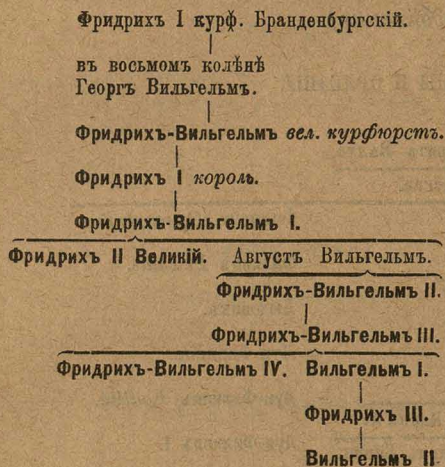 Фридрихъ I курф. Бранденбургскій.
въ восьмомъ колѣнѣ
Георгъ Вильгельмъ.
Фридрихъ-Вильгельмъ вел. курфюрстъ.
Фридрихъ I король.
Фридрихъ-Вильгельмъ I.
Фридрихъ II Великій. Августъ Вильгельмъ.
Фридрихъ-Вильгельмъ II.
Фридрихъ-Вильгельмъ III.
Фридрихъ-Вильгельмъ IV. Вильгельмъ I.
Фридрихъ III.
Вильгельмъ II.